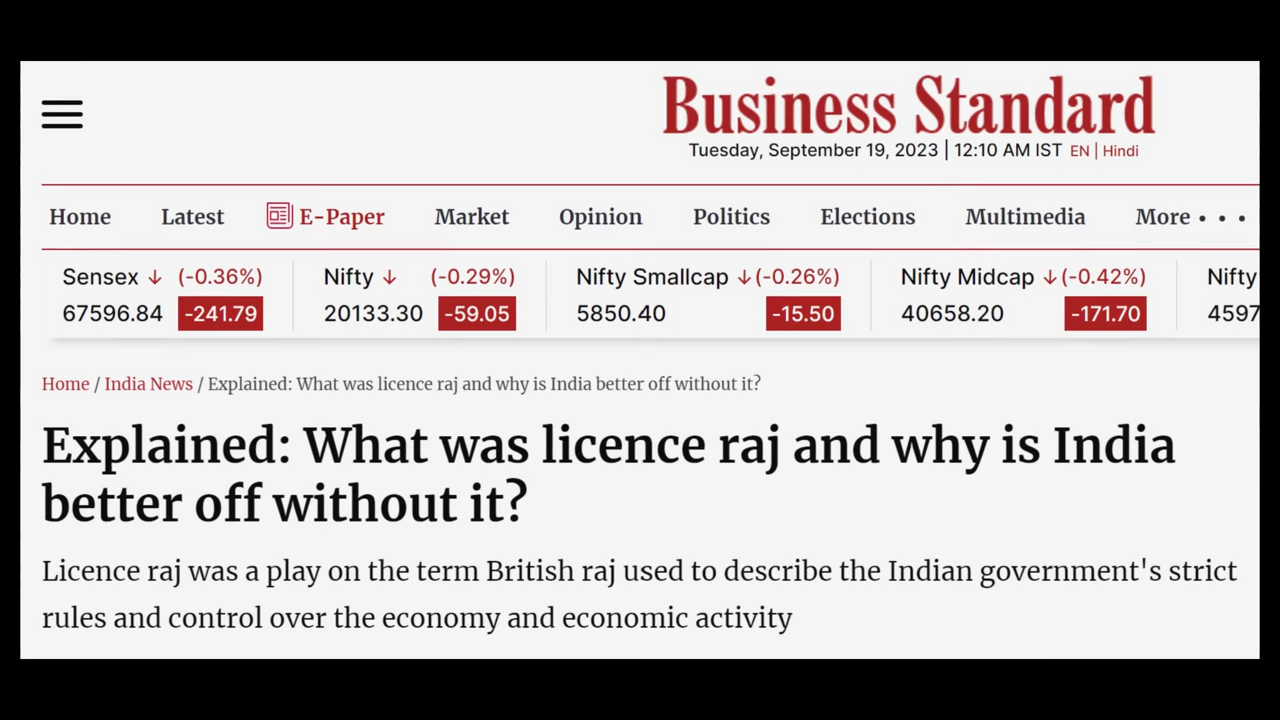 Business Standard
Tuesday, September 19, 2023 | 12:10 AM IST EN | Hindi
Home Latest E-Paper Market Opinion Politics Elections Multimedia More
Sensex ↓ (-0.36%) Nifty ↓ (-0.29%) Nifty Smallcap ↓ (-0.26%) Nifty Midcap ↓ (-0.42%) Nifty
67596.84 -241.79 20133.30 -59.05 5850.40 -15.50 40658.20 -171.70 4597
Home / India News / Explained: What was licence raj and why is India better off without it?
Explained: What was licence raj and why is India
better off without it?
Licence raj was a play on the term British raj used to describe the Indian government's strict
rules and control over the economy and economic activity